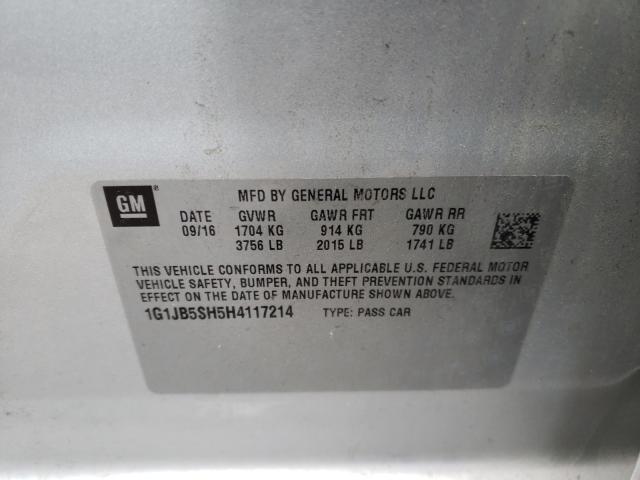 GM
MFD BY GENERAL MOTORS LLC
DATE GVWR GAWR FRT GAWR RR
09/16 1704 KG 914 KG 790 KG
3756 LB 2015 LB 1741 LB
THIS VEHICLE CONFORMS TO ALL APPLICABLE U.S. FEDERAL MOTOR
VEHICLE SAFETY, BUMPER, AND THEFT PREVENTION STANDARDS IN
EFFECT ON THE DATE OF MANUFACTURE SHOWN ABOVE.
1G1JB5SH5H4117214 TYPE: PASS CAR